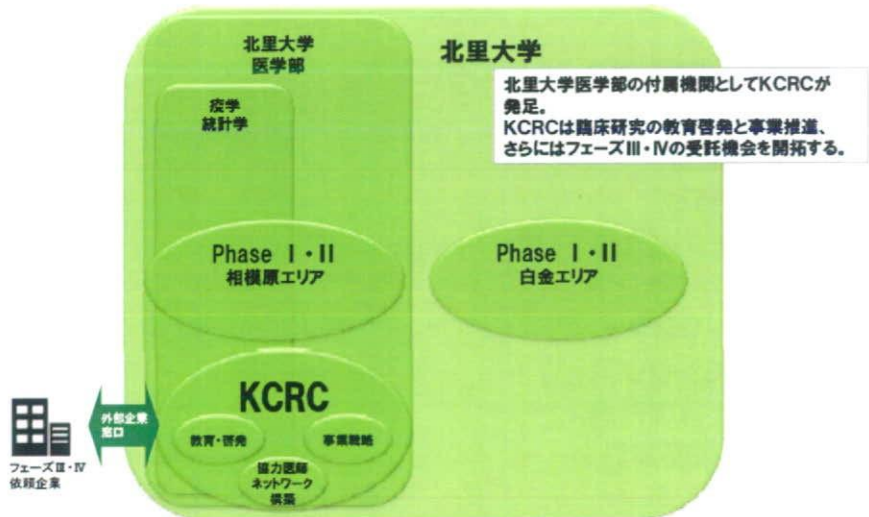 北里大学
医学部
北里大学
北里大学医学部の付属機関としてKCRCが
発足。
KCRCは臨床研究の教育啓発と事業推進、
さらにはフェーズⅢ・Ⅳの受託機会を開拓する。
疫学
統計学
Phase Ⅰ・Ⅱ
相模原エリア
Phase Ⅰ・Ⅱ
白金エリア
KCRC
教育・啓発
事業戦略
協力医師
ネットワーク
構築
外部企業
窓口
フェーズⅢ・Ⅳ
依頼企業